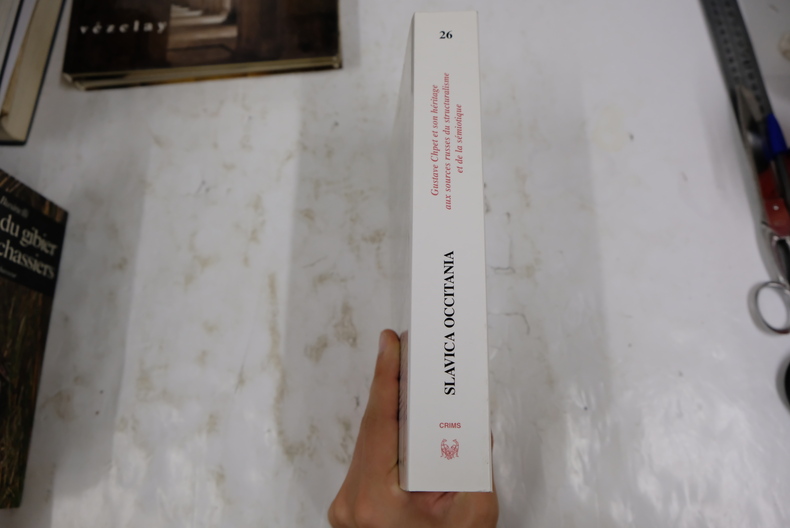 vézelay
26
Gustave Chpet et son héritage
aux sources russes du structuralisme
et de la sémiotique
SLAVICA OCCITANIA
CRIMS
du gibier
chassiers